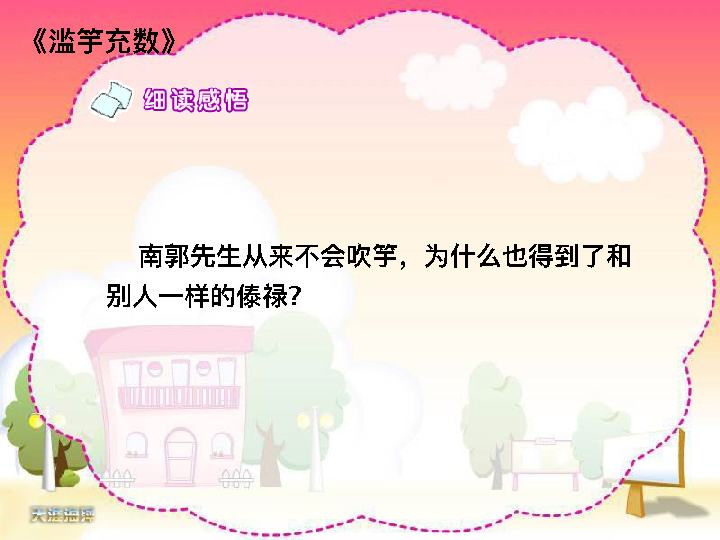 《滥竽充数》
细读感悟
南郭先生从来不会吹竽，为什么也得到了和
别人一样的俸禄？
天涯海拜